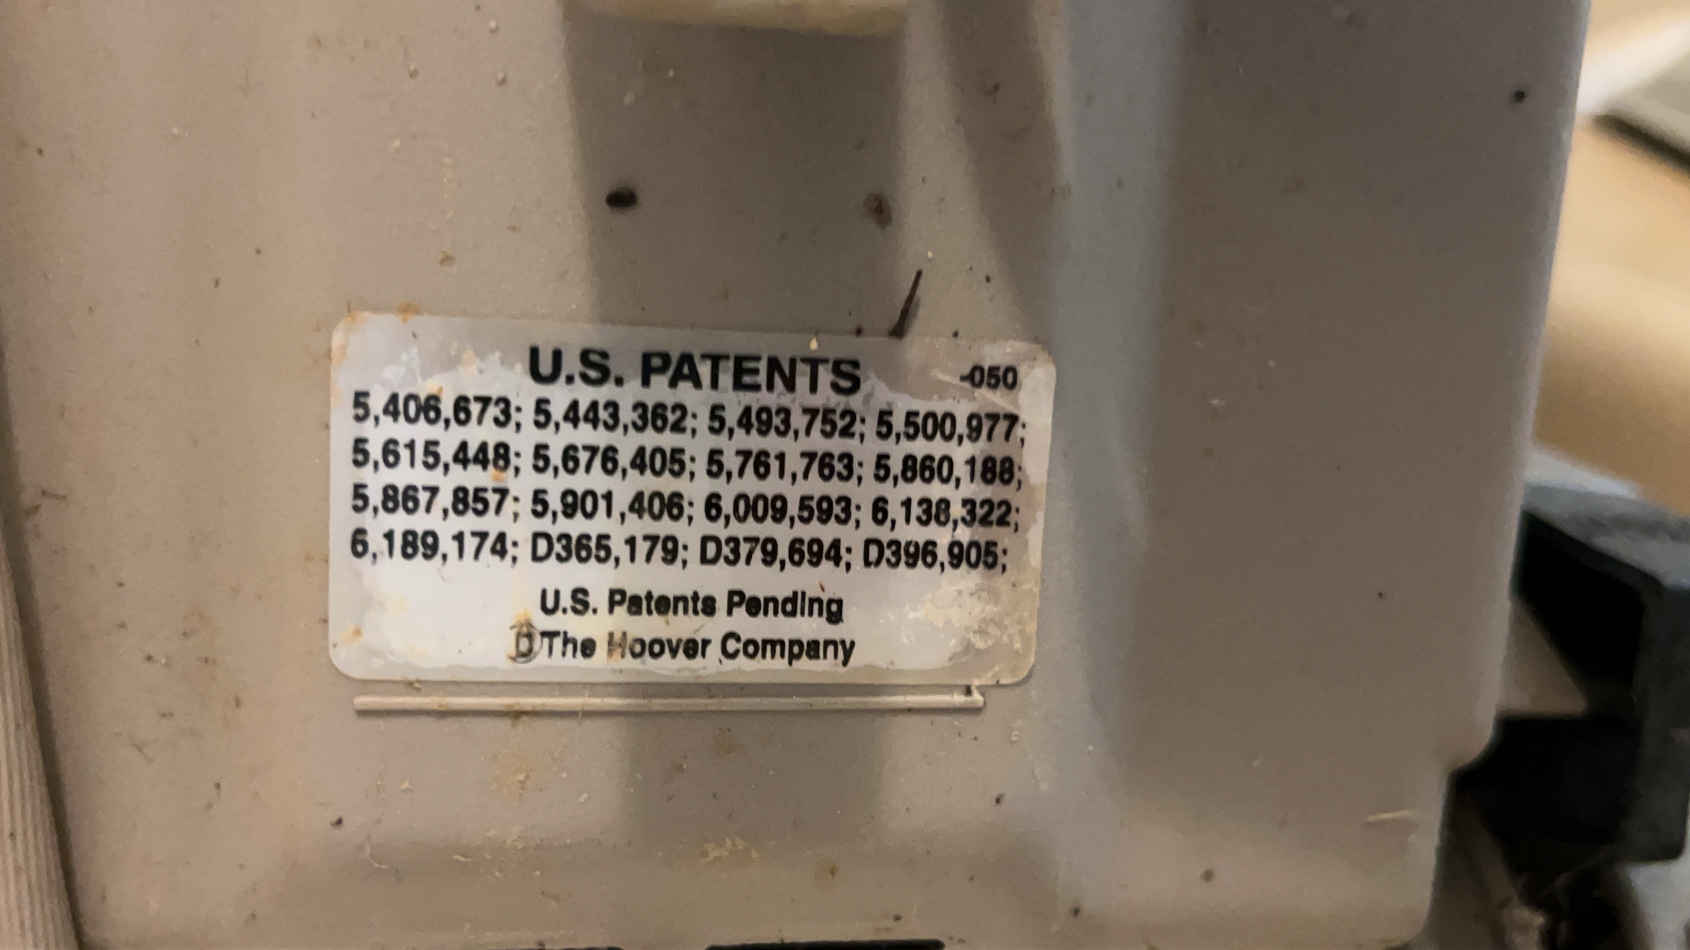 U.S. PATENTS -050
5,406,673; 5,443,362; 5,493,752; 5,500,977;
5,615,448; 5,676,405; 5,761,763; 5,860,188;
5,867,857; 5,901,406; 6,009,593; 6,138,322;
6,189,174; D365,179; D379,694; D396,905;
U.S. Patents Pending
The Hoover Company